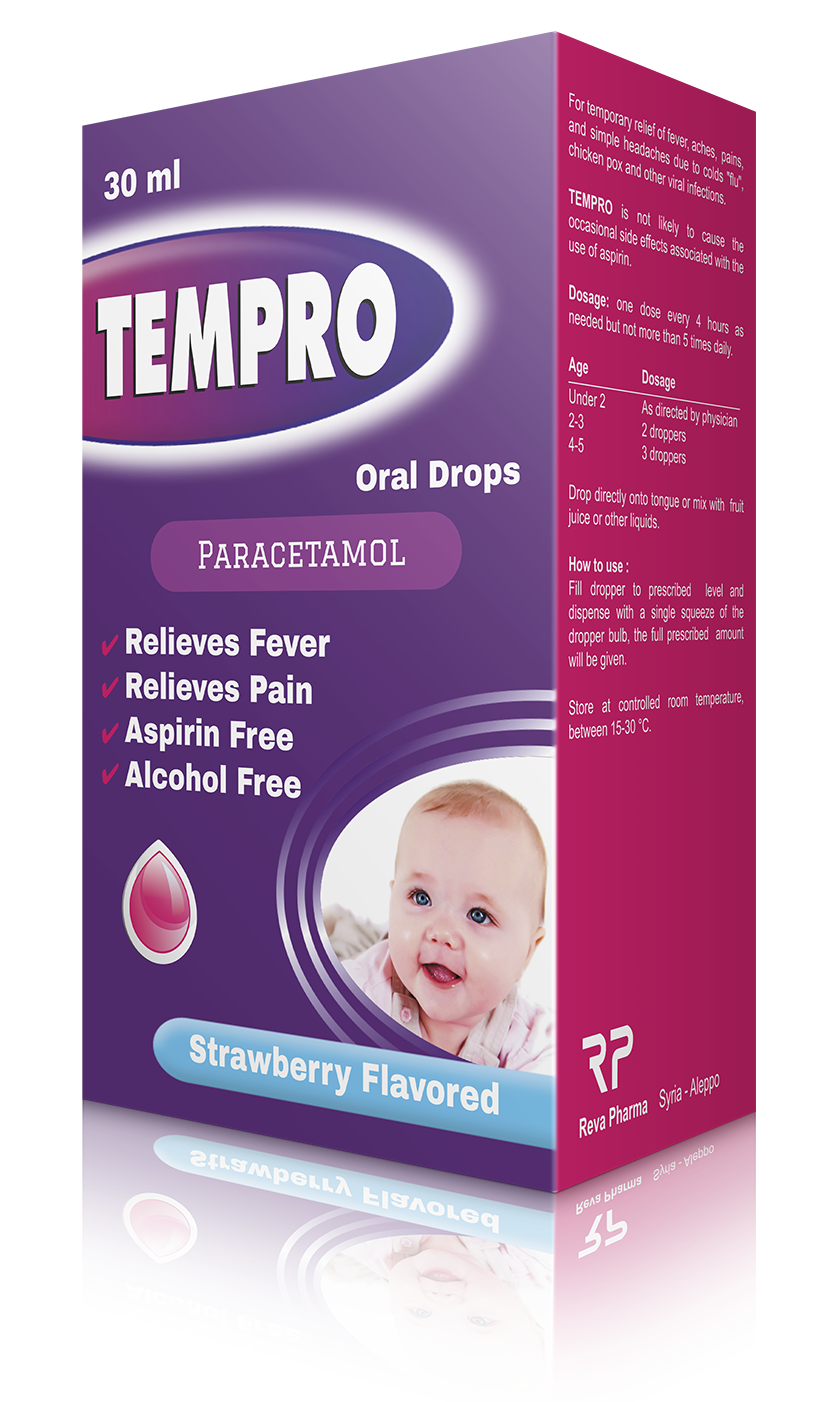 30 ml
TEMPRO
Oral Drops
PARACETAMOL
Relieves Fever
Relieves Pain
Aspirin Free
Alcohol Free
Strawberry Flavored
For temporary relief of fever, aches, pains,
and simple headaches due to colds "flu",
chicken pox and other viral infections.
TEMPRO is not likely to cause the
occasional side effects associated with the
use of aspirin.
Dosage: one dose every 4 hours as
needed but not more than 5 times daily.
Age Dosage
Under 2 As directed by physician
2-3 2 droppers
4-5 3 droppers
Drop directly onto tongue or mix with fruit
juice or other liquids.
How to use :
Fill dropper to prescribed level and
dispense with a single squeeze of the
dropper bulb, the full prescribed amount
will be given.
Store at controlled room temperature,
between 15-30 °C.
RP
Reva Pharma Syria - Aleppo